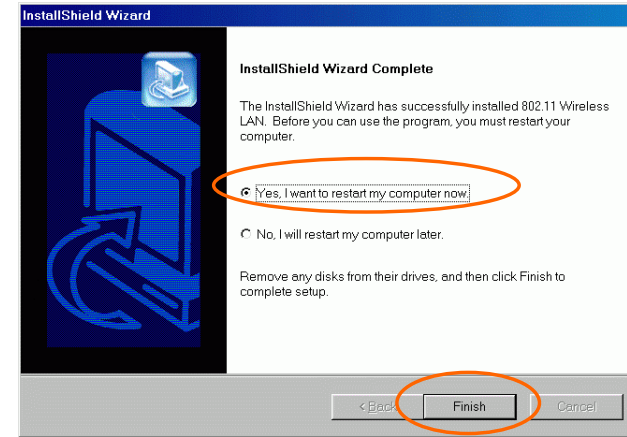 InstallShield Wizard
InstallShield Wizard Complete
The InstallShield Wizard has successfully installed 802.11 Wireless
LAN. Before you can use the program, you must restart your
computer.
Yes, I want to restart my computer now.
No, I will restart my computer later.
Remove any disks from their drives, and then click Finish to
complete setup.
< Back
Finish
Cancel